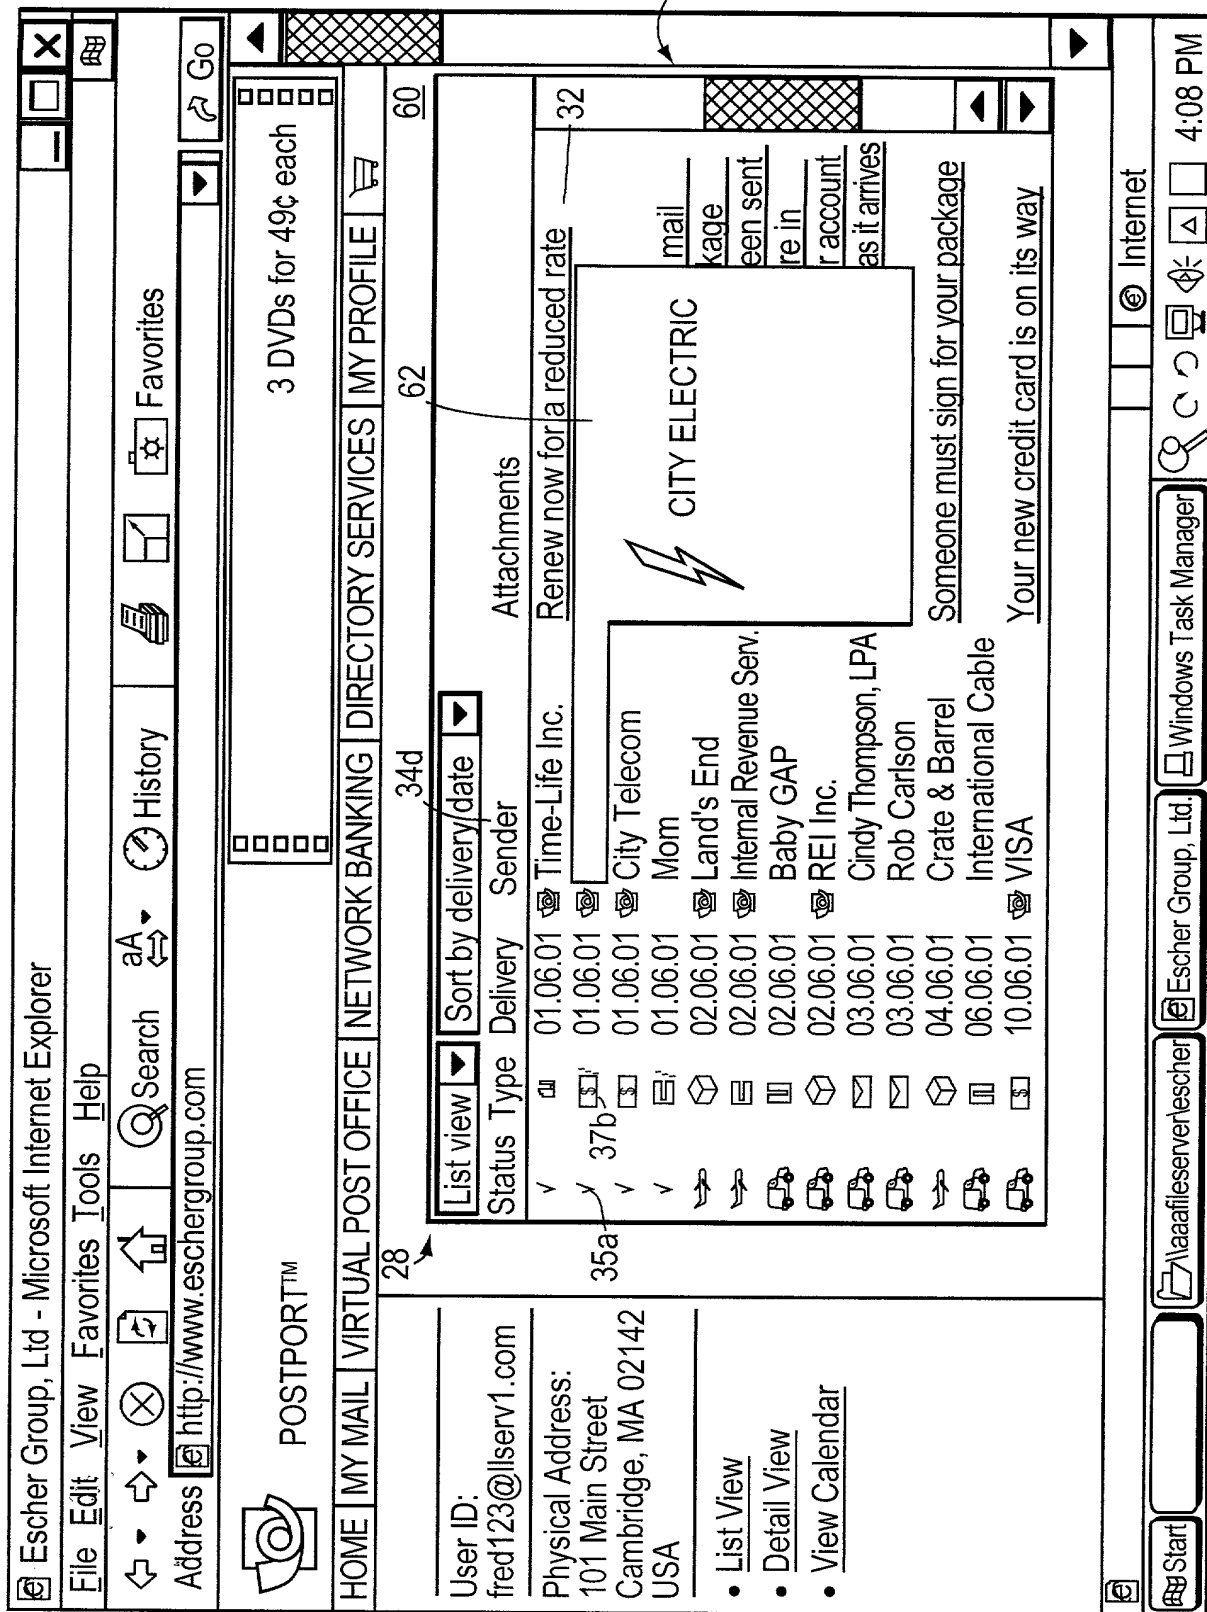 Escher Group, Ltd - Microsoft Internet Explorer
File Edit View Favorites Tools Help
Search aA History Favorites
Address http://www.eschergroup.com Go
POSTPORT™ 3 DVDs for 49¢ each
HOME MY MAIL VIRTUAL POST OFFICE NETWORK BANKING DIRECTORY SERVICES MY PROFILE
28 34d 62 60
User ID:
fred123@llserv1.com
Physical Address:
101 Main Street
Cambridge, MA 02142
USA
• List View
• Detail View
• View Calendar
List view Sort by delivery date
Status Type Delivery Sender Attachments
01.06.01 Time-Life Inc. Renew now for a reduced rate 32
35a 37b $ 01.06.01
$ 01.06.01 City Telecom
01.06.01 Mom mail
02.06.01 Land's End kage
02.06.01 Internal Revenue Serv. een sent
02.06.01 Baby GAP re in
02.06.01 REI Inc. r account
03.06.01 Cindy Thompson, LPA as it arrives
03.06.01 Rob Carlson
04.06.01 Crate & Barrel Someone must sign for your package
06.06.01 International Cable
$ 10.06.01 VISA Your new credit card is on its way
CITY ELECTRIC
Internet
Start \\aaafileserver\escher Escher Group, Ltd. Windows Task Manager 4:08 PM